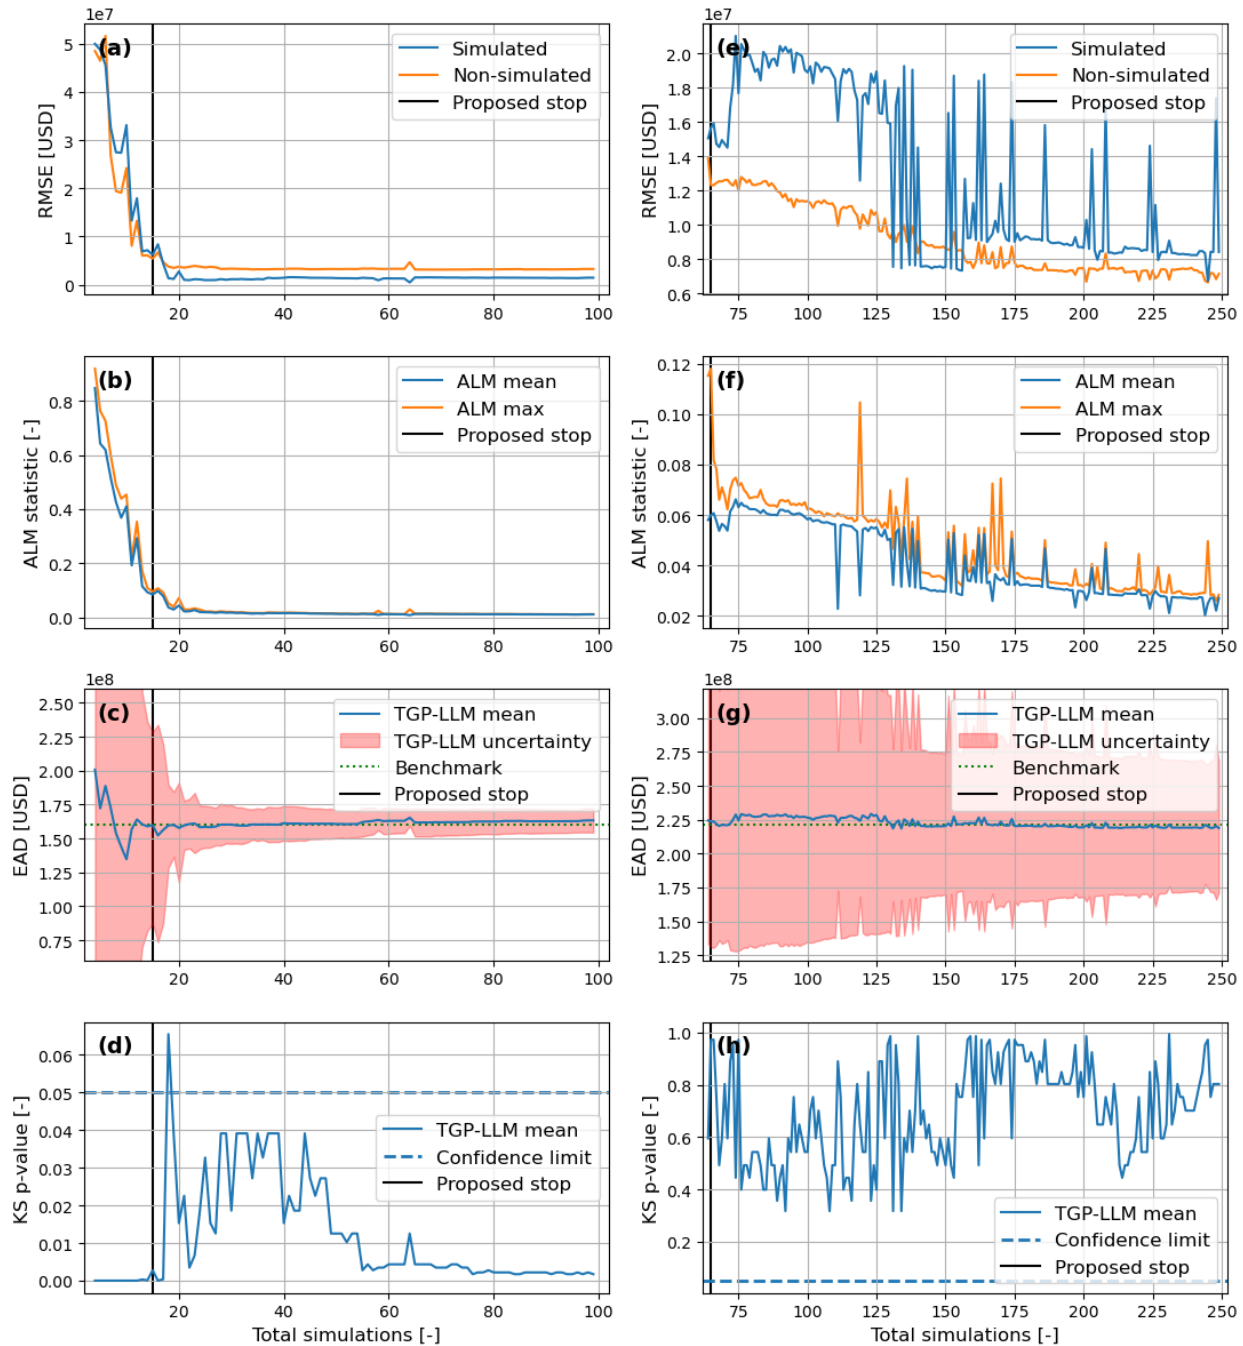 1e7
(a)
Simulated
Non-simulated
Proposed stop
RMSE [USD]
5
4
3
2
1
0
20 40 60 80 100
1e7
(e)
Simulated
Non-simulated
Proposed stop
RMSE [USD]
2.0
1.8
1.6
1.4
1.2
1.0
0.8
0.6
75 100 125 150 175 200 225 250
(b)
ALM mean
ALM max
Proposed stop
ALM statistic [-]
0.8
0.6
0.4
0.2
0.0
20 40 60 80 100
(f)
ALM mean
ALM max
Proposed stop
ALM statistic [-]
0.12
0.10
0.08
0.06
0.04
0.02
75 100 125 150 175 200 225 250
1e8
(c)
TGP-LLM mean
TGP-LLM uncertainty
Benchmark
Proposed stop
EAD [USD]
2.50
2.25
2.00
1.75
1.50
1.25
1.00
0.75
20 40 60 80 100
1e8
(g)
TGP-LLM mean
TGP-LLM uncertainty
Benchmark
Proposed stop
EAD [USD]
3.00
2.75
2.50
2.25
2.00
1.75
1.50
1.25
75 100 125 150 175 200 225 250
(d)
TGP-LLM mean
Confidence limit
Proposed stop
KS p-value [-]
0.06
0.05
0.04
0.03
0.02
0.01
0.00
20 40 60 80 100
Total simulations [-]
(h)
TGP-LLM mean
Confidence limit
Proposed stop
KS p-value [-]
1.0
0.8
0.6
0.4
0.2
75 100 125 150 175 200 225 250
Total simulations [-]